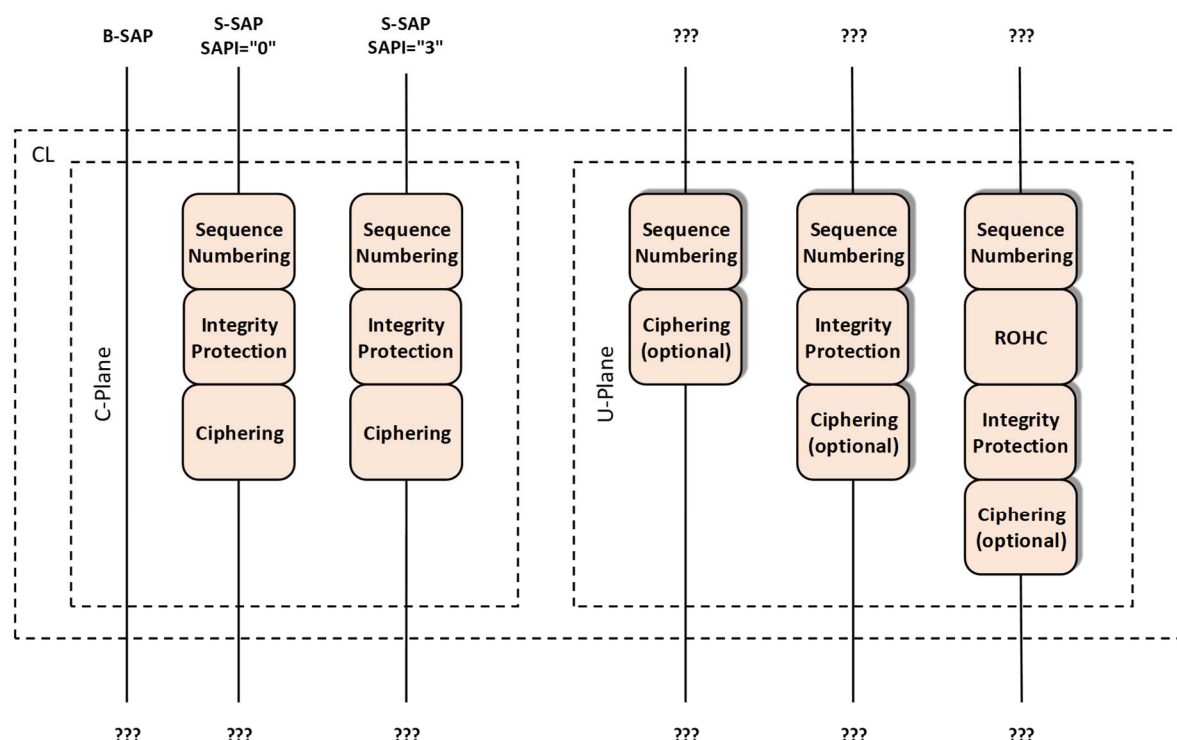 B-SAP
S-SAP
SAPI="0"
S-SAP
SAPI="3"
???
???
???
CL
C-Plane
Sequence
Numbering
Integrity
Protection
Ciphering
Sequence
Numbering
Integrity
Protection
Ciphering
U-Plane
Sequence
Numbering
Ciphering
(optional)
Sequence
Numbering
Integrity
Protection
Ciphering
(optional)
Sequence
Numbering
ROHC
Integrity
Protection
Ciphering
(optional)
???
???
???
???
???
???